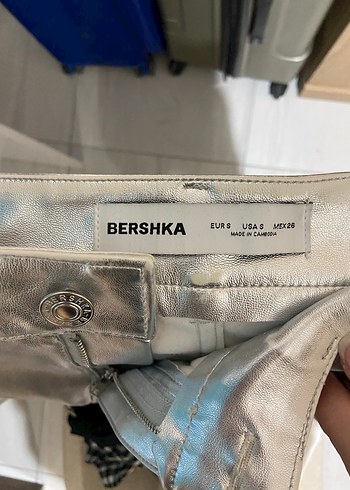 BERSHKA EUR S USA S MEX 26
MADE IN CAMBODIA
BERSHKA